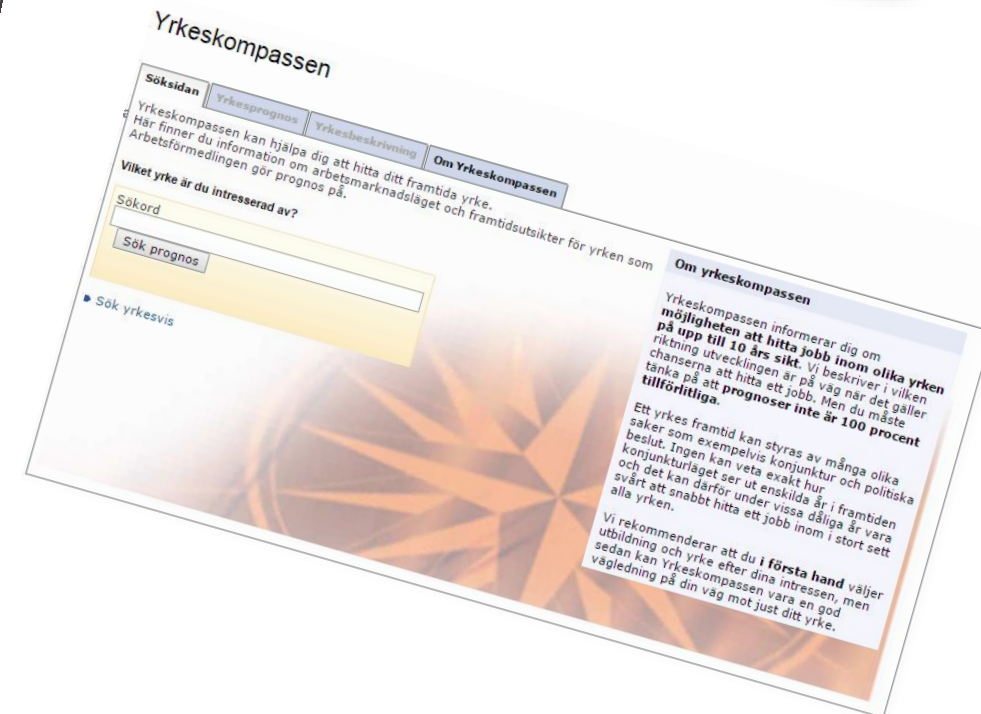 Yrkeskompassen
Söksidan
Yrkesprognos
Yrkesbeskrivning
Om Yrkeskompassen
Yrkeskompassen kan hjälpa dig att hitta ditt framtida yrke.
Här finner du information om arbetsmarknadsläget och framtidsutsikter för yrken som
Arbetsförmedlingen gör prognos på.
Vilket yrke är du intresserad av?
Sökord
Sök prognos
Sök yrkesvis
Om yrkeskompassen
Yrkeskompassen informerar dig om
möjligheten att hitta jobb inom olika yrken
på upp till 10 års sikt. Vi beskriver i vilken
riktning utvecklingen är på väg när det gäller
chanserna att hitta ett jobb. Men du måste
tänka på att prognoser inte är 100 procent
tillförlitliga.
Ett yrkes framtid kan styras av många olika
saker som exempelvis konjunktur och politiska
beslut. Ingen kan veta exakt hur
konjunkturläget ser ut enskilda år i framtiden
och det kan därför under vissa dåliga år vara
svårt att snabbt hitta ett jobb inom i stort sett
alla yrken.
Vi rekommenderar att du i första hand väljer
utbildning och yrke efter dina intressen, men
sedan kan Yrkeskompassen vara en god
vägledning på din väg mot just ditt yrke.